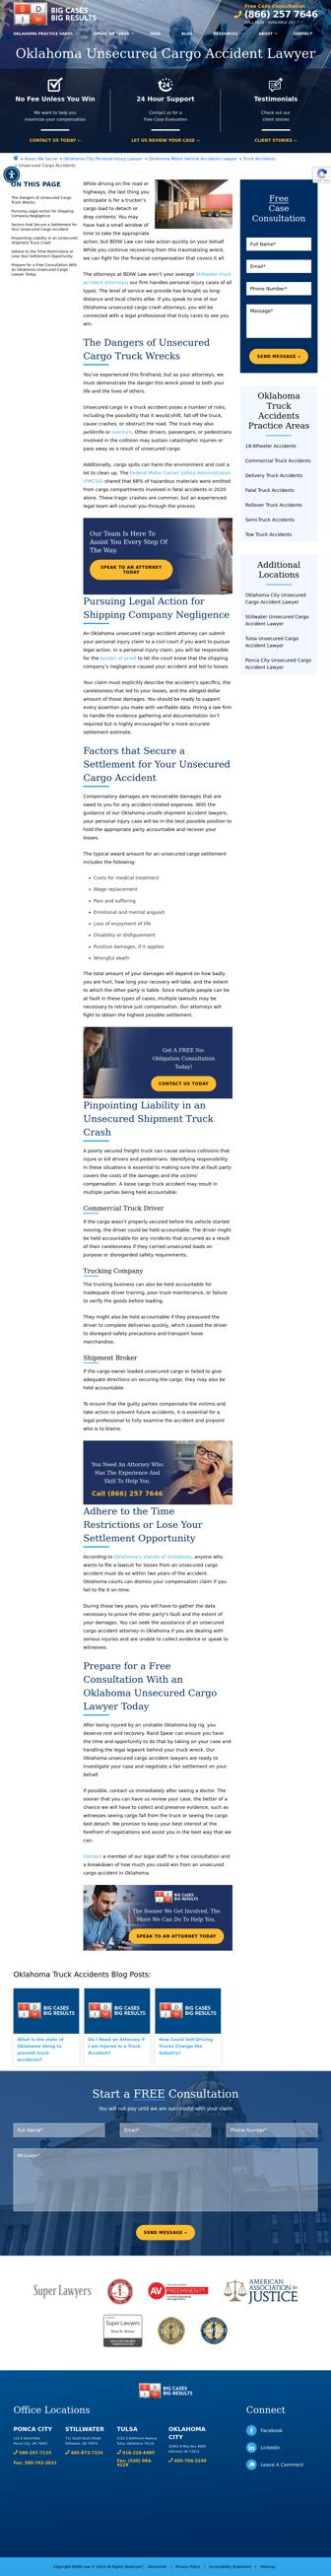 BIG CASES
BIG RESULTS
Free Case Consultation
(866) 257 7646
OKLAHOMA PRACTICE AREAS
AREAS WE SERVE
FAQS
BLOG
RESOURCES
ABOUT
CONTACT
Oklahoma Unsecured Cargo Accident Lawyer
No Fee Unless You Win
We want to help you
maximize your compensation
CONTACT US TODAY
24 Hour Support
Contact us for a
Free Case Evaluation
LET US REVIEW YOUR CASE
Testimonials
Check out our
client stories
CLIENT STORIES
Areas We Serve
Oklahoma City Personal Injury Lawyer
Oklahoma Motor Vehicle Accidents Lawyer
Truck Accidents
Unsecured Cargo Accidents
ON THIS PAGE
The Dangers of Unsecured Cargo
Truck Wrecks
Pursuing Legal Action for Shipping
Company Negligence
Factors that Secure a Settlement for
Your Unsecured Cargo Accident
Pinpointing Liability in an Unsecured
Shipment Truck Crash
Adhere to the Time Restrictions or
Lose Your Settlement Opportunity
Prepare for a Free Consultation With
an Oklahoma Unsecured Cargo
Lawyer Today
While driving on the road or
highways, the last thing you
anticipate is for a trucker's
cargo load to detach or
drop contents. You may
have had a small window of
time to take the appropriate
action, but BDIW Law can take action quickly on your behalf.
While you continue recovering from this traumatizing wreck,
we can fight for the financial compensation that may cover it all.
The attorneys at BDIW Law aren't your average Stillwater truck
accident attorneys; our firm handles personal injury cases of all
types. The level of service we provide has brought us long-
distance and local clients alike. If you speak to one of our
Oklahoma unsecured cargo crash attorneys, you will be
connected with a legal professional that truly cares to see you
win.
The Dangers of Unsecured
Cargo Truck Wrecks
You've experienced this firsthand, but as your attorneys, we
must demonstrate the danger this wreck posed to both your
life and the lives of others.
Unsecured cargo in a truck accident poses a number of risks,
including the possibility that it would fall off the truck,
cause crashes, or obstruct the road. The truck may also
jackknife or overturn. Other drivers, passengers, or pedestrians
involved in the collision may sustain catastrophic injuries or
pass away as a result of unsecured cargo.
Additionally, cargo spills can harm the environment and cost a
lot to clean up. The Federal Motor Carrier Safety Administration
(FMCSA) shared that 68% of hazardous materials were emitted
from cargo compartments involved in fatal accidents in 2020
alone. These tragic crashes require a vastly experienced
legal team that will counsel you through the process.
Our Team Is Here To
Assist You Every Step Of
The Way.
SPEAK TO AN ATTORNEY
TODAY
Pursuing Legal Action for
Shipping Company Negligence
An Oklahoma unsecured cargo accident attorney can submit
your personal injury claim to a civil court if you want to pursue
legal action. In a personal injury claim, you will be responsible
for the burden of proof to let the court know that the shipping
company's negligence caused your accident and led to losses.
Your claim must explicitly describe the accident's specifics, the
carelessness that led to your losses, and the alleged dollar
amount of those damages. You should be ready to support
every assertion you make with verifiable data. Hiring a law firm
to handle the evidence gathering and documentation isn't
required but is highly encouraged for a more accurate
settlement estimate.
Factors that Secure a
Settlement for Your Unsecured
Cargo Accident
Compensatory damages are recoverable damages that are
owed to you for any accident-related expenses. With the
guidance of our Oklahoma unsafe shipment accident lawyers,
your personal injury case will be in the best possible position to
order the appropriate party accountable to recover your
losses.
The typical award amount for an unsecured cargo settlement
includes the following:
Costs for medical treatment
Wage replacement
Pain and suffering
Emotional and mental anguish
Loss of enjoyment of life
Disability or disfigurement
Punitive damages, if it applies
Wrongful death
The total amount of your damages will depend on how badly
you are hurt, how long your recovery will take, and the extent
to which the other party is liable. Since multiple parties can be
at fault in these types of cases, multiple lawsuits may be
necessary to retrieve just compensation. Our attorneys will
fight to obtain the highest possible settlement.
Get A FREE No-
Obligation Consultation
Today!
CONTACT US TODAY
Pinpointing Liability in an
Unsecured Shipment Truck
Crash
A poorly secured freight truck can cause serious collisions that
injure or kill drivers and pedestrians. Identifying responsibility
in these situations is essential to making sure the at-fault party
covers the costs of the damages and the victims'
compensation. A loose cargo truck accident may result in
multiple parties being held accountable:
Commercial Truck Driver
If the cargo wasn't properly secured before the vehicle started
moving, the driver could be held accountable. The driver might
be held accountable for any incidents that occurred as a result
of their carelessness if they carried unsecured loads on
purpose or disregarded safety requirements.
Trucking Company
The trucking business can also be held accountable for
inadequate driver training, poor truck maintenance, or failure
to verify the goods before loading.
They might also be held accountable if they pressured the
driver to complete deliveries quickly, which caused the driver
to disregard safety precautions and transport loose
merchandise.
Shipment Broker
If the cargo owner loaded unsecured cargo or failed to give
adequate directions on securing the cargo, they may also be
held accountable.
To ensure that the guilty parties compensate the victims and
take action to prevent future accidents, it is essential for a
legal professional to fully examine the accident and pinpoint
who is to blame.
You Need An Attorney Who
Has The Experience And
Skill To Help You.
Call (866) 257 7646
Adhere to the Time
Restrictions or Lose Your
Settlement Opportunity
According to Oklahoma's statute of limitations, anyone who
wants to file a lawsuit for losses from an unsecured cargo
accident must do so within two years of the accident.
Oklahoma courts can dismiss your compensation claim if you
fail to file it on time.
During those two years, you will have to gather the data
necessary to prove the other party's fault and the extent of
your damages. You can seek the assistance of an unsecured
cargo accident attorney in Oklahoma if you are dealing with
serious injuries and are unable to collect evidence or speak to
witnesses.
Prepare for a Free
Consultation With an
Oklahoma Unsecured Cargo
Lawyer Today
After being injured by an unstable Oklahoma big rig, you
deserve rest and recovery. Rand Spear can ensure you have
the time and opportunity to do that by taking on your case and
handling the legal legwork behind your truck wreck. Our
Oklahoma unsecured cargo accident lawyers are ready to
investigate your case and negotiate a fair settlement on your
behalf.
If possible, contact us immediately after seeing a doctor. The
sooner that you can have us review your case, the better of a
chance we will have to collect and preserve evidence, such as
witnesses seeing cargo fall from the truck or seeing the cargo
bed detach. We promise to keep your best interest at the
forefront of negotiations and assist you in the best way that we
can.
Contact a member of our legal staff for a free consultation and
a breakdown of how much you could win from an unsecured
cargo accident in Oklahoma.
BIG CASES
BIG RESULTS
The Sooner We Get Involved, The
More We Can Do To Help You.
SPEAK TO AN ATTORNEY TODAY
Free
Case
Consultation
Full Name*
Email*
Phone Number*
Message*
SEND MESSAGE »
Oklahoma
Truck
Accidents
Practice Areas
18-Wheeler Accidents
Commercial Truck Accidents
Delivery Truck Accidents
Fatal Truck Accidents
Rollover Truck Accidents
Semi-Truck Accidents
Tow Truck Accidents
Additional
Locations
Oklahoma City Unsecured
Cargo Accident Lawyer
Stillwater Unsecured Cargo
Accident Lawyer
Tulsa Unsecured Cargo
Accident Lawyer
Ponca City Unsecured Cargo
Accident Lawyer
Oklahoma Truck Accidents Blog Posts:
BIG CASES
BIG RESULTS
BIG CASES
BIG RESULTS
BIG CASES
BIG RESULTS
What is the state of
Oklahoma doing to
prevent truck
accidents?
Do I Need an Attorney if
I am Injured in a Truck
Accident?
How Could Self-Driving
Trucks Change the
Industry?
Start a FREE Consultation
You will not pay until we are successful with your claim
Full Name*
Email*
Phone Number*
Message*
SEND MESSAGE »
Super Lawyers
AV PREEMINENT
AMERICAN
ASSOCIATION for
JUSTICE
Super Lawyers
BIG CASES
BIG RESULTS
Office Locations
PONCA CITY
580-297-7133
Fax: 580-762-3031
STILLWATER
405-873-7324
TULSA
918-228-6485
OKLAHOMA
CITY
405-704-3249
Connect
Facebook
Linkedin
Leave A Comment
Copyright BDIW Law © 2024 All Rights Reserved | Disclaimer | Privacy Policy | Accessibility Statement | Sitemap